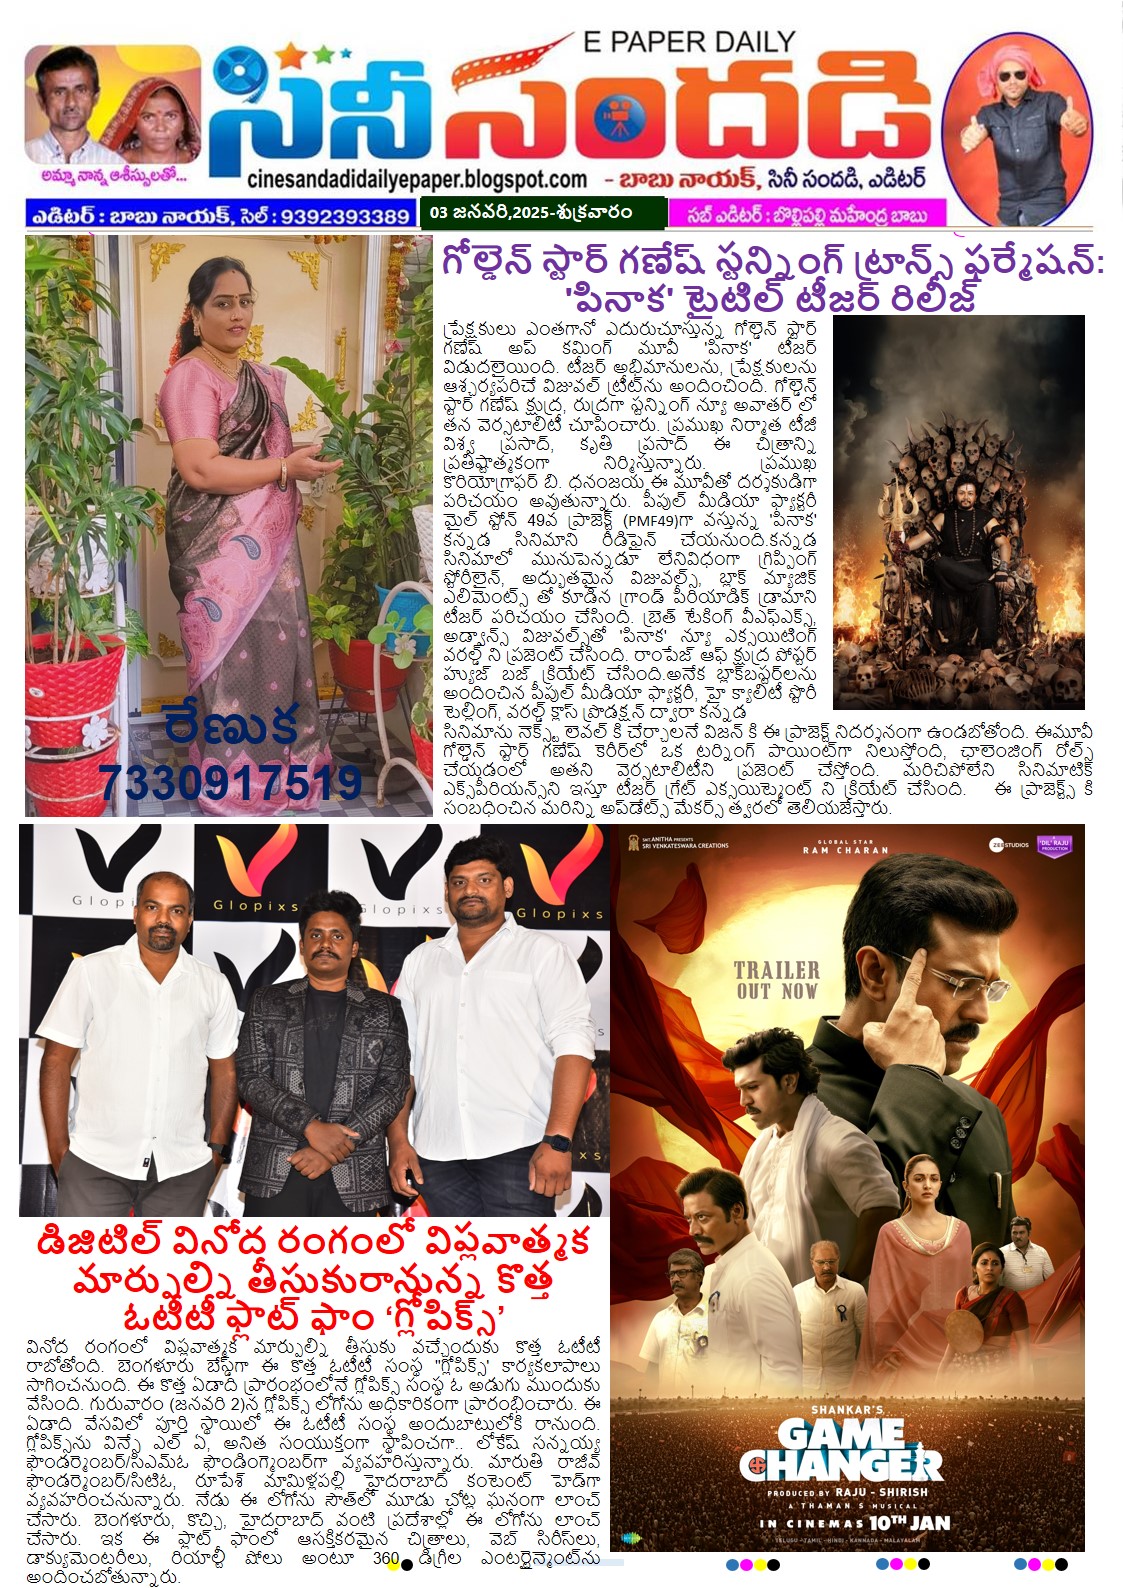 E PAPER DAILY
సినీ సందడి
అమ్మా నాన్న ఆశీస్సులతో...
cinesandadidailyepaper.blogspot.com - బాబు నాయక్, సినీ సందడి, ఎడిటర్
ఎడిటర్ : బాబు నాయక్, సెల్ : 9392393389
03 జనవరి,2025-శుక్రవారం
సబ్ ఎడిటర్ : బొల్లిపల్లి మహేంద్ర బాబు
గోల్డెన్ స్టార్ గణేష్ స్టన్నింగ్ ట్రాన్స్ ఫర్మేషన్:
'పినాక' టైటిల్ టీజర్ రిలీజ్
ప్రేక్షకులు ఎంతగానో ఎదురుచూస్తున్న గోల్డెన్ స్టార్
గణేష్ అప్ కమ్మింగ్ మూవీ 'పినాక' టీజర్
విడుదలైయింది. టీజర్ అభిమానులను, ప్రేక్షకులను
ఆశ్చర్యపరిచే విజువల్ ట్రీట్‌ను అందించింది. గోల్డెన్
స్టార్ గణేష్ క్షుద్ర, రుద్రగా స్టన్నింగ్ న్యూ అవాతర్ లో
తన వెర్సటాలిటీ చూపించారు. ప్రముఖ నిర్మాత టీజీ
విశ్వ ప్రసాద్, కృతి ప్రసాద్ ఈ చిత్రాన్ని
ప్రతిష్టాత్మకంగా నిర్మిస్తున్నారు. ప్రముఖ
కొరియోగ్రాఫర్ బి. ధనంజయ ఈ మూవీతో దర్శకుడిగా
పరిచయం అవుతున్నారు. పీపుల్ మీడియా ఫ్యాక్టరీ
మైల్ స్టోన్ 49వ ప్రాజెక్ట్ (PMF49)గా వస్తున్న 'పినాక'
కన్నడ సినిమాని రీడిఫైన్ చేయనుంది.కన్నడ
సినిమాలో మునుపెన్నడూ లేనివిధంగా గ్రిప్పింగ్
స్టోరీలైన్, అద్భుతమైన విజువల్స్, బ్లాక్ మ్యాజిక్
ఎలిమెంట్స్ తో కూడిన గ్రాండ్ పీరియాడిక్ డ్రామాని
టీజర్ పరిచయం చేసింది. బ్రెత్ టేకింగ్ వీఎఫ్ఎక్స్,
అడ్వాన్స్ విజువల్స్‌తో 'పినాక' న్యూ ఎక్సయిటింగ్
వరల్డ్ ని ప్రజెంట్ చేసింది. రాంపేజ్ ఆఫ్ క్షుద్ర పోస్టర్
హ్యుజ్ బజ్ క్రియేట్ చేసింది.అనేక బ్లాక్‌బస్టర్‌లను
అందించిన పీపుల్ మీడియా ఫ్యాక్టరీ, హై క్వాలిటీ స్టొరీ
టెల్లింగ్, వరల్డ్ క్లాస్ ప్రొడక్షన్ ద్వారా కన్నడ
సినిమాను నెక్స్ట్ లెవల్ కి చేర్చాలనే విజన్ కి ఈ ప్రాజెక్ట్ నిదర్శనంగా ఉండబోతోంది. ఈమూవీ
గోల్డెన్ స్టార్ గణేష్ కెరీర్‌లో ఒక టర్నింగ్ పాయింట్‌గా నిలుస్తోంది, ఛాలెంజింగ్ రోల్స్
చేయడంలో అతని వెర్సటాలిటీని ప్రజెంట్ చేస్తోంది. మరిచిపోలేని సినిమాటిక్
ఎక్స్‌పీరియన్స్‌ని ఇస్తూ టీజర్ గ్రేట్ ఎక్సయిట్మెంట్ ని క్రియేట్ చేసింది. ఈ ప్రాజెక్ట్స్ కి
సంబధించిన మరిన్ని అప్‌డేట్స్ మేకర్స్ త్వరలో తెలియజేస్తారు.
రేణుక
7330917519
Glopixs Glopixs Glopixs
డిజిటిల్ వినోద రంగంలో విప్లవాత్మక
మార్పుల్ని తీసుకురానున్న కొత్త
ఓటీటీ ఫ్లాట్ ఫాం ‘గ్లోపిక్స్’
వినోద రంగంలో విప్లవాత్మక మార్పుల్ని తీసుకు వచ్చేందుకు కొత్త ఓటీటీ
రాబోతోంది. బెంగళూరు బేస్డ్‌గా ఈ కొత్త ఓటీటీ సంస్థ "గ్లోపిక్స్' కార్యకలాపాలు
సాగించనుంది. ఈ కొత్త ఏడాది ప్రారంభంలోనే గ్లోపిక్స్ సంస్థ ఓ అడుగు ముందుకు
వేసింది. గురువారం (జనవరి 2)న గ్లోపిక్స్ లోగోను అధికారికంగా ప్రారంభించారు. ఈ
ఏడాది వేసవిలో పూర్తి స్థాయిలో ఈ ఓటీటీ సంస్థ అందుబాటులోకి రానుంది.
గ్లోపిక్స్‌ను విన్సే ఎల్ ఏ, అనిత సంయుక్తంగా స్థాపించగా.. లోకేష్ సన్నయ్య
ఫౌండర్మెంబర్/సిఎమ్ఓ ఫౌండింగ్మెంబర్‌గా వ్యవహరిస్తున్నారు. మారుతి రాజీవ్
ఫౌండర్మెంబర్/సిటిఓ, రూపేశ్ మామిళ్లపల్లి హైదరాబాద్ కంటెంట్ హెడ్‌గా
వ్యవహరించనున్నారు. నేడు ఈ లోగోను సౌత్‌లో మూడు చోట్ల ఘనంగా లాంచ్
చేసారు. బెంగళూరు, కొచ్చి, హైదరాబాద్ వంటి ప్రదేశాల్లో ఈ లోగోను లాంచ్
చేసారు. ఇక ఈ ఫ్లాట్ ఫాంలో ఆసక్తికరమైన చిత్రాలు, వెబ్ సిరీస్‌లు,
డాక్యుమెంటరీలు, రియాల్టీ షోలు అంటూ 360 డిగ్రీల ఎంటర్టైన్మెంట్‌ను
అందించబోతున్నారు.
SMT. ANITHA PRESENTS
SRI VENKATESWARA CREATIONS
GLOBAL STAR
RAM CHARAN
ZEE STUDIOS
'DIL' RAJU
PRODUCTION
TRAILER
OUT NOW
SHANKAR'S
GAME
CHANGER
PRODUCED BY RAJU - SHIRISH
A THAMAN S MUSICAL
IN CINEMAS 10TH JAN
TELUGU - TAMIL - HINDI - KANNADA - MALAYALAM